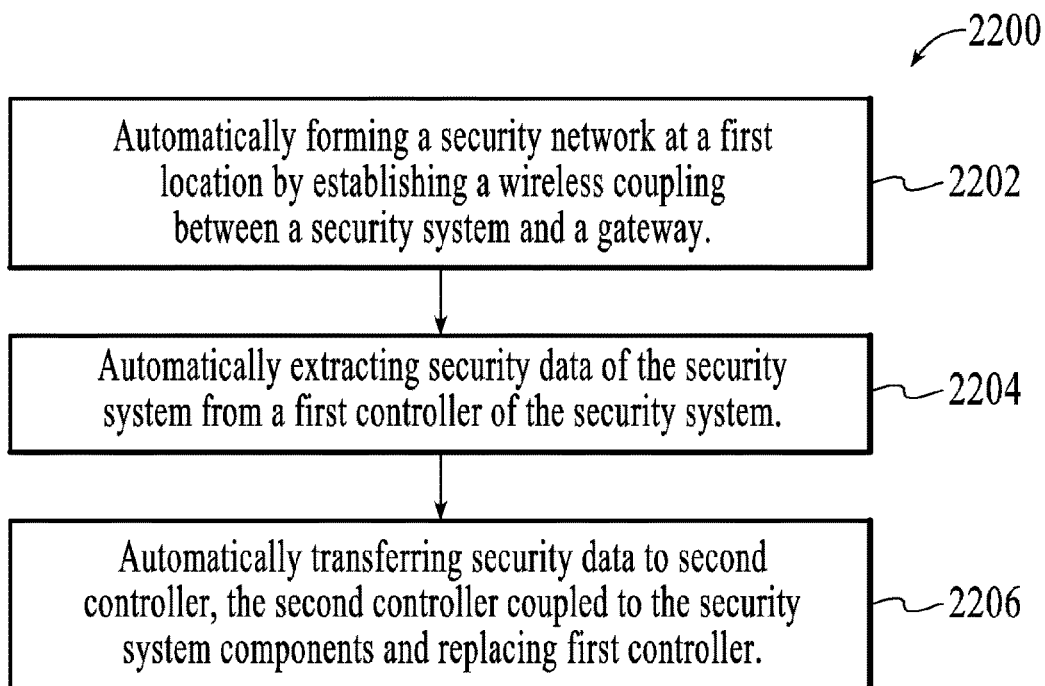 2200
Automatically forming a security network at a first
location by establishing a wireless coupling
between a security system and a gateway.
2202
Automatically extracting security data of the security
system from a first controller of the security system.
2204
Automatically transferring security data to second
controller, the second controller coupled to the security
system components and replacing first controller.
2206